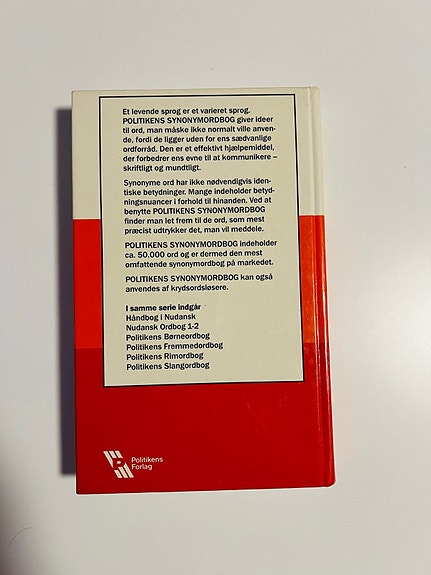 Et levende sprog er et varieret sprog.
POLITIKENS SYNONYMORDBOG giver ideer
til ord, man måske ikke normalt ville anven-
de, fordi de ligger uden for ens sædvanlige
ordforråd. Den er et effektivt hjælpemiddel,
der forbedrer ens evne til at kommunikere –
skriftligt og mundtligt.
Synonyme ord har ikke nødvendigvis iden-
tiske betydninger. Mange indeholder betyd-
ningsnuancer i forhold til hinanden. Ved at
benytte POLITIKENS SYNONYMORDBOG
finder man let frem til de ord, som mest
præcist udtrykker det, man vil meddele.
POLITIKENS SYNONYMORDBOG indeholder
ca. 50.000 ord og er dermed den mest
omfattende synonymordbog på markedet.
POLITIKENS SYNONYMORDBOG kan også
anvendes af krydsordsløsere.
I samme serie indgår
Håndbog i Nudansk
Nudansk Ordbog 1-2
Politikens Børneordbog
Politikens Fremmedordbog
Politikens Rimordbog
Politikens Slangordbog
Politikens
Forlag